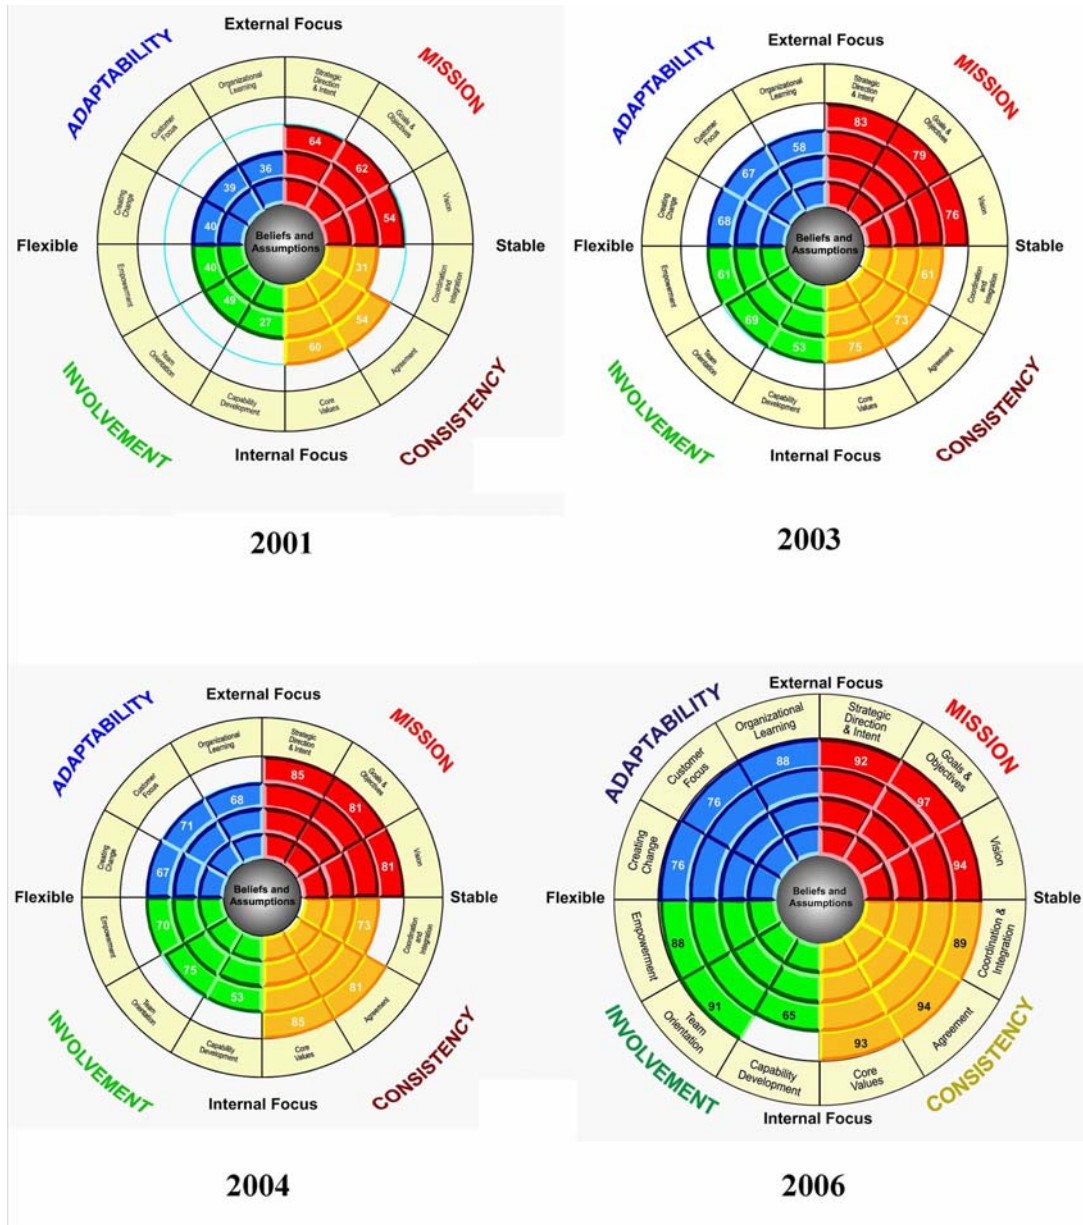 External Focus
ADAPTABILITY
MISSION
Organizational
Learning
Strategic
Direction
& Intent
Customer
Focus
Goals &
Objectives
Creating
Change
Vision
36
64
39
62
40
54
Flexible
Beliefs and
Assumptions
Stable
40
31
49
54
27
60
Empowerment
Coordination
and
Integration
Team
Orientation
Agreement
Capability
Development
Core
Values
INVOLVEMENT
CONSISTENCY
Internal Focus
2001
External Focus
ADAPTABILITY
MISSION
Organizational
Learning
Strategic
Direction
& Intent
Customer
Focus
Goals &
Objectives
Creating
Change
Vision
58
83
67
79
68
76
Flexible
Beliefs and
Assumptions
Stable
61
61
69
73
53
75
Empowerment
Coordination
and
Integration
Team
Orientation
Agreement
Capability
Development
Core
Values
INVOLVEMENT
CONSISTENCY
Internal Focus
2003
External Focus
ADAPTABILITY
MISSION
Organizational
Learning
Strategic
Direction
& Intent
Customer
Focus
Goals &
Objectives
Creating
Change
Vision
68
85
71
81
67
81
Flexible
Beliefs and
Assumptions
Stable
70
73
75
81
53
85
Empowerment
Coordination
and
Integration
Team
Orientation
Agreement
Capability
Development
Core
Values
INVOLVEMENT
CONSISTENCY
Internal Focus
2004
External Focus
ADAPTABILITY
MISSION
Organizational
Learning
Strategic
Direction
& Intent
Customer
Focus
Goals &
Objectives
Creating
Change
Vision
88
92
76
97
76
94
Flexible
Beliefs and
Assumptions
Stable
88
89
91
94
65
93
Empowerment
Coordination &
Integration
Team
Orientation
Agreement
Capability
Development
Core
Values
INVOLVEMENT
CONSISTENCY
Internal Focus
2006